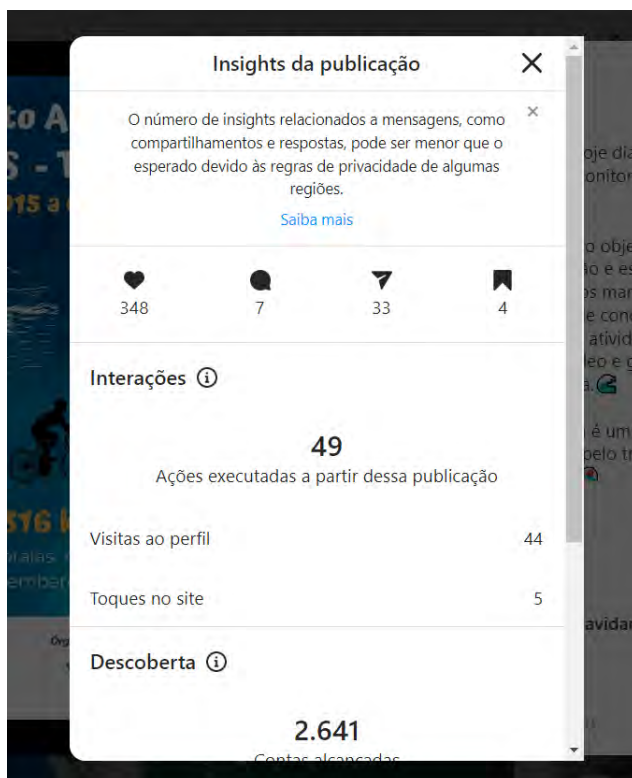 Insights da publicação
O número de insights relacionados a mensagens, como
compartilhamentos e respostas, pode ser menor que o
esperado devido às regras de privacidade de algumas
regiões.
Saiba mais
348 7 33 4
Interações
49
Ações executadas a partir dessa publicação
Visitas ao perfil 44
Toques no site 5
Descoberta
2.641
Contas alcançadas